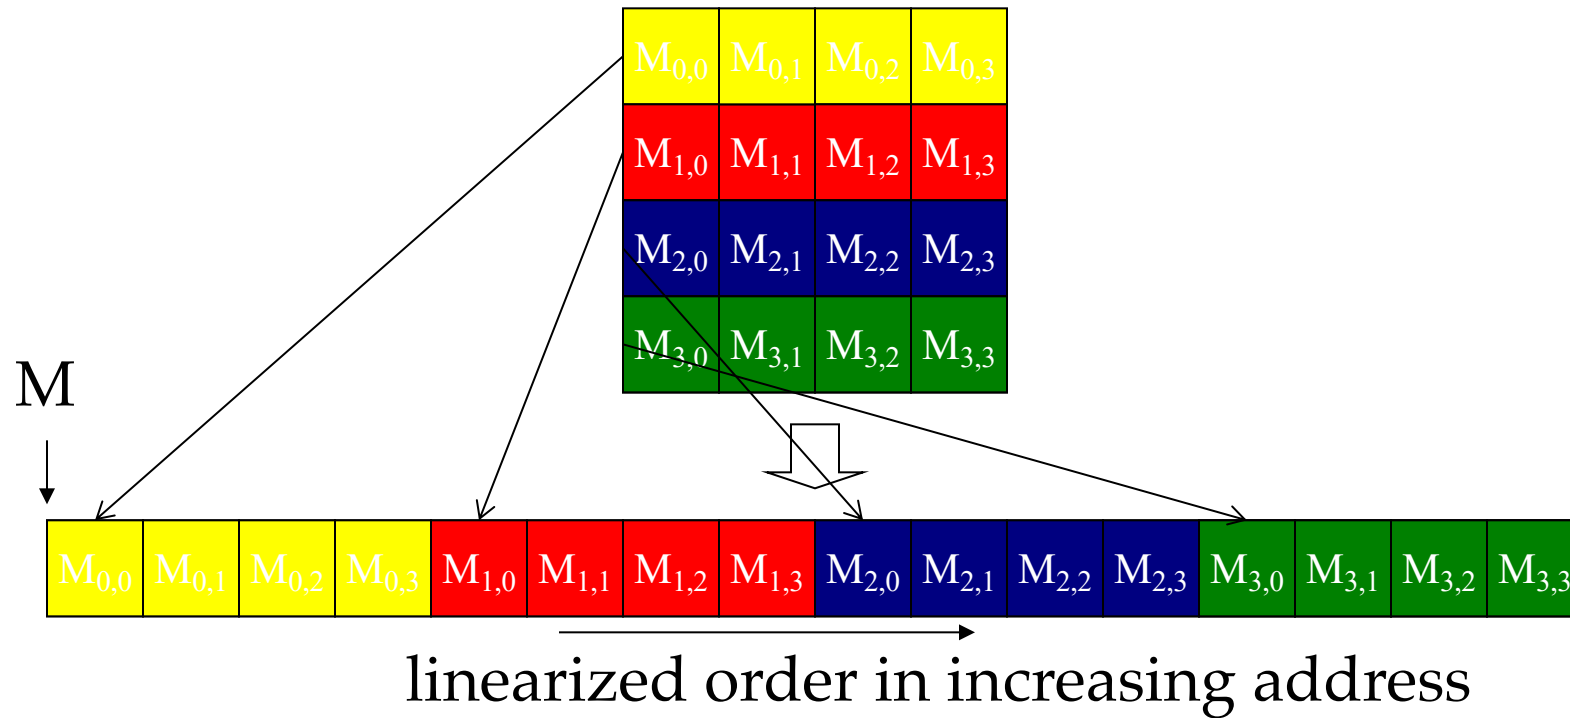 M0,0 M0,1 M0,2 M0,3
M1,0 M1,1 M1,2 M1,3
M2,0 M2,1 M2,2 M2,3
M3,0 M3,1 M3,2 M3,3
M
M0,0 M0,1 M0,2 M0,3 M1,0 M1,1 M1,2 M1,3 M2,0 M2,1 M2,2 M2,3 M3,0 M3,1 M3,2 M3,3
linearized order in increasing address